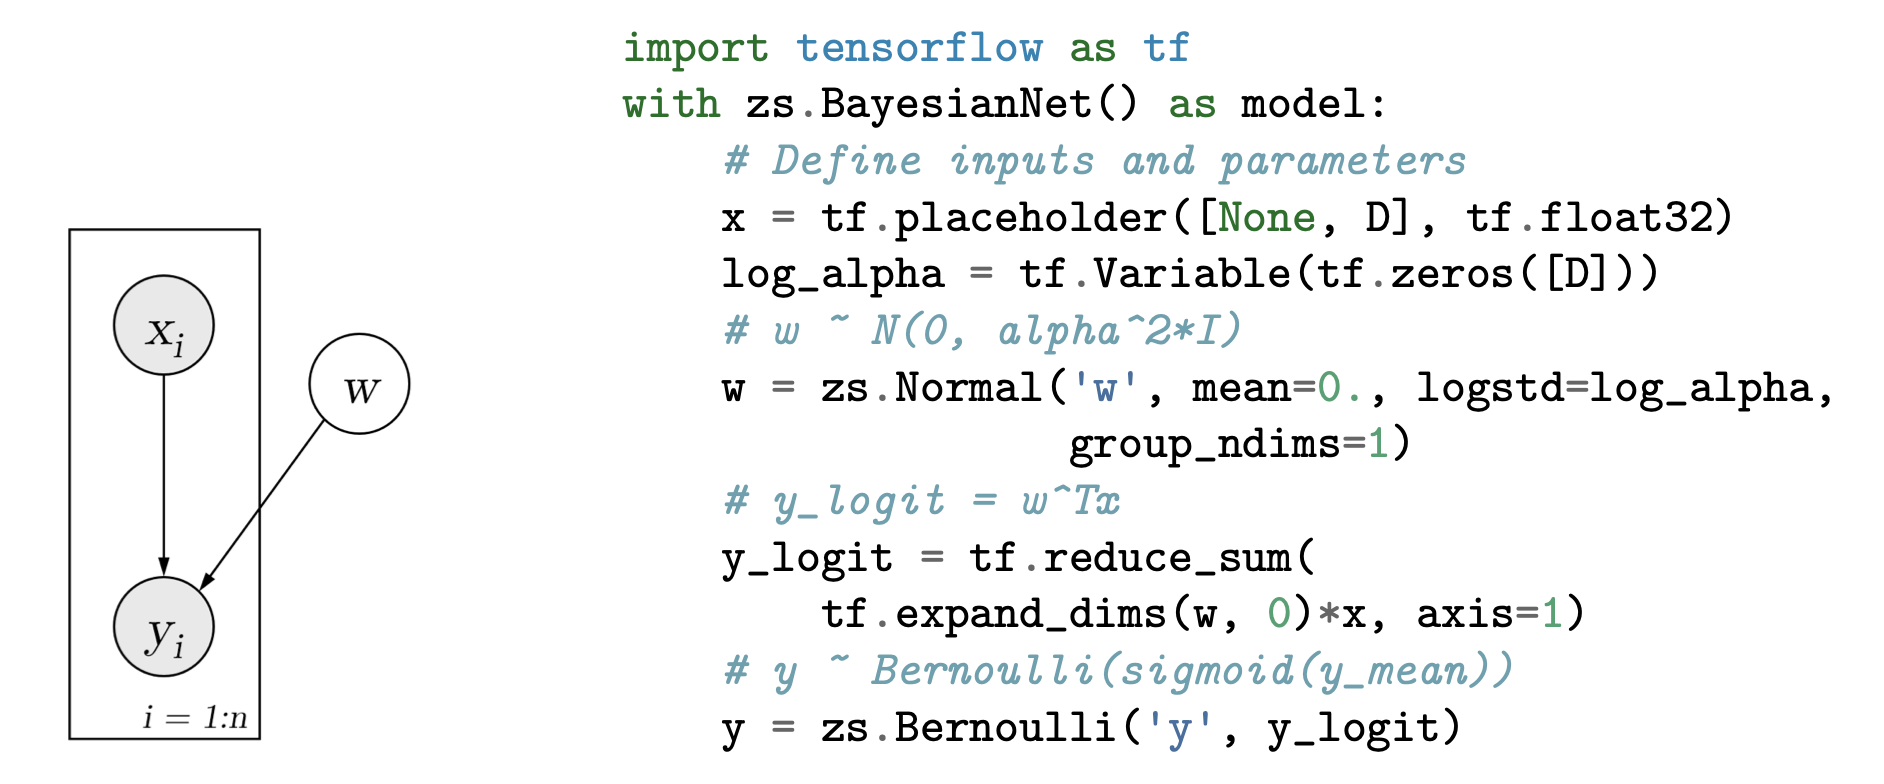 x_i
w
y_i
i = 1:n
import tensorflow as tf
with zs.BayesianNet() as model:
    # Define inputs and parameters
    x = tf.placeholder([None, D], tf.float32)
    log_alpha = tf.Variable(tf.zeros([D]))
    # w ~ N(0, alpha^2*I)
    w = zs.Normal('w', mean=0., logstd=log_alpha,
                  group_ndims=1)
    # y_logit = w^Tx
    y_logit = tf.reduce_sum(
        tf.expand_dims(w, 0)*x, axis=1)
    # y ~ Bernoulli(sigmoid(y_mean))
    y = zs.Bernoulli('y', y_logit)